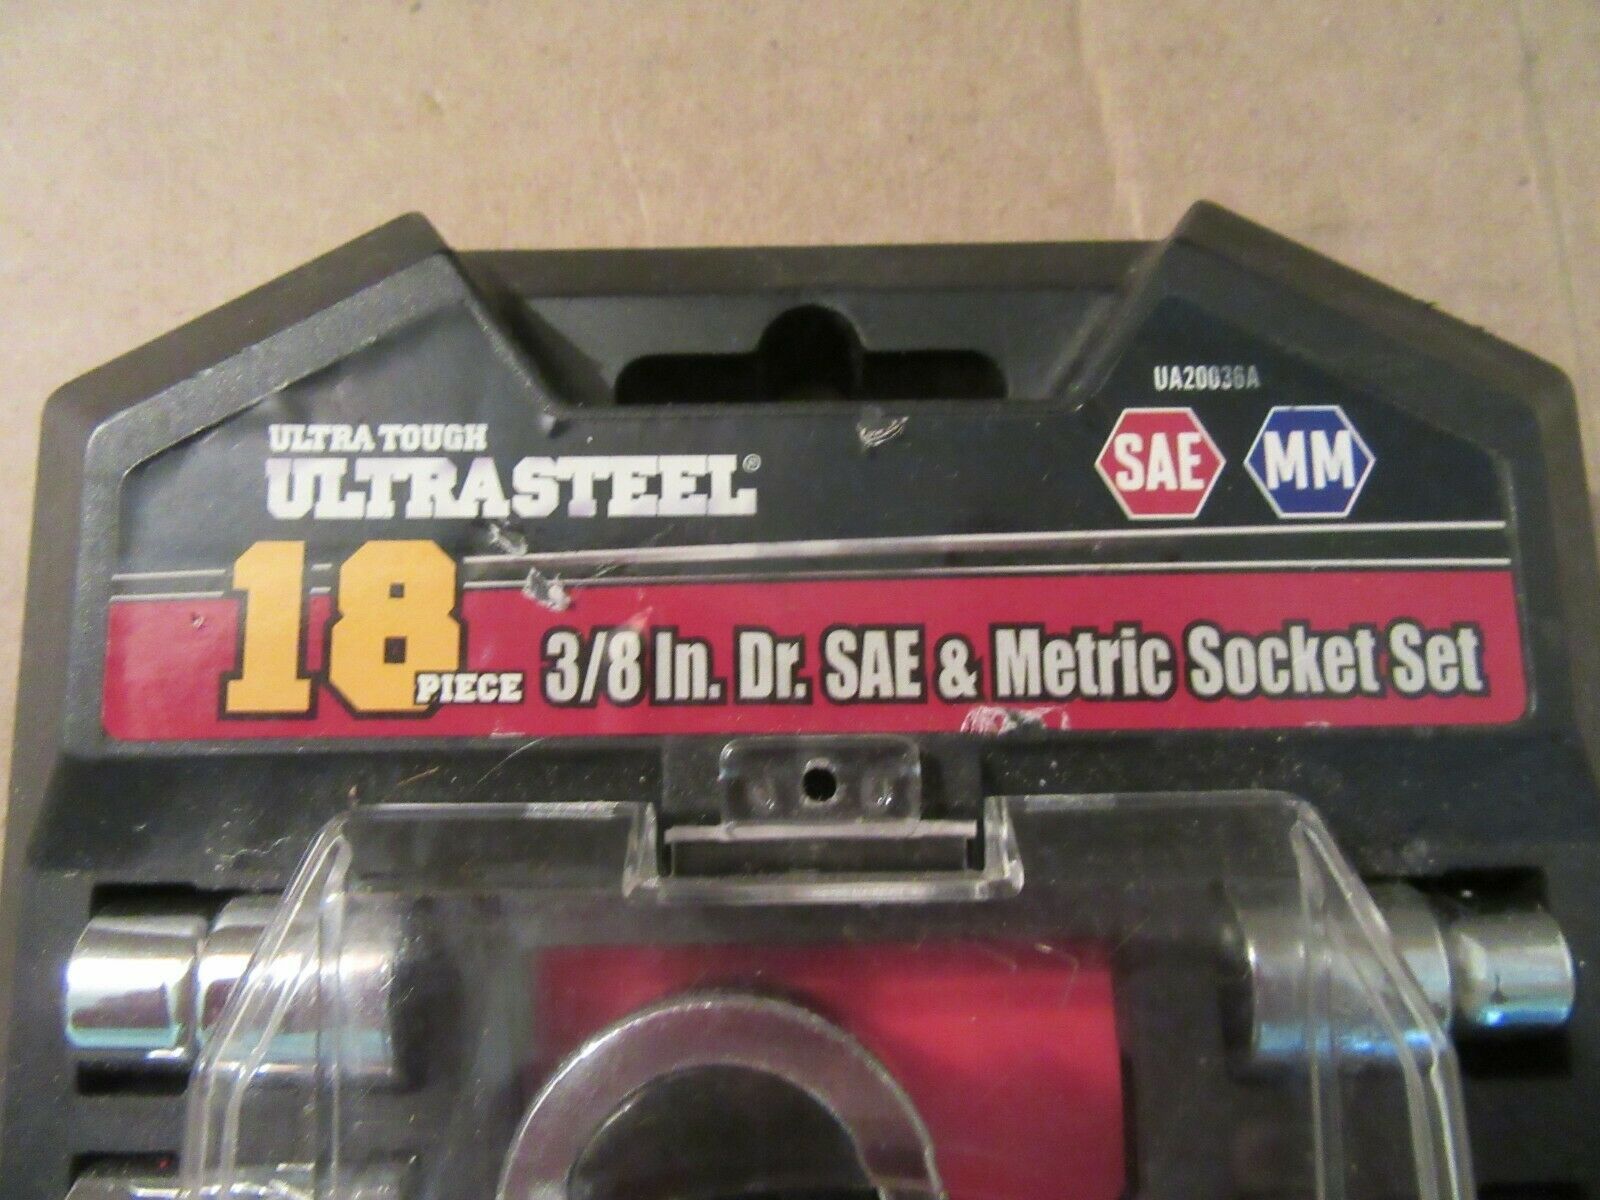 UA20036A
ULTRA TOUGH
ULTRASTEEL®
SAE MM
18 PIECE 3/8 In. Dr. SAE & Metric Socket Set